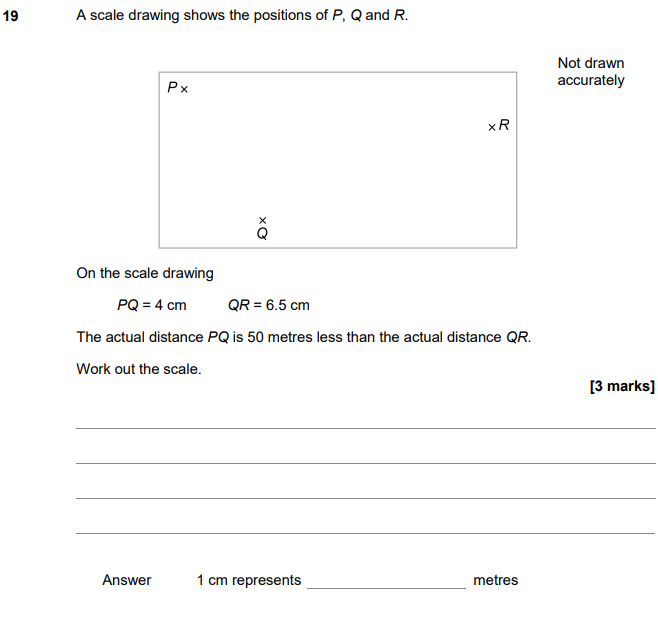 19 A scale drawing shows the positions of P, Q and R.
Not drawn
accurately
P x
x R
x
Q
On the scale drawing
PQ = 4 cm QR = 6.5 cm
The actual distance PQ is 50 metres less than the actual distance QR.
Work out the scale.
[3 marks]
Answer 1 cm represents metres